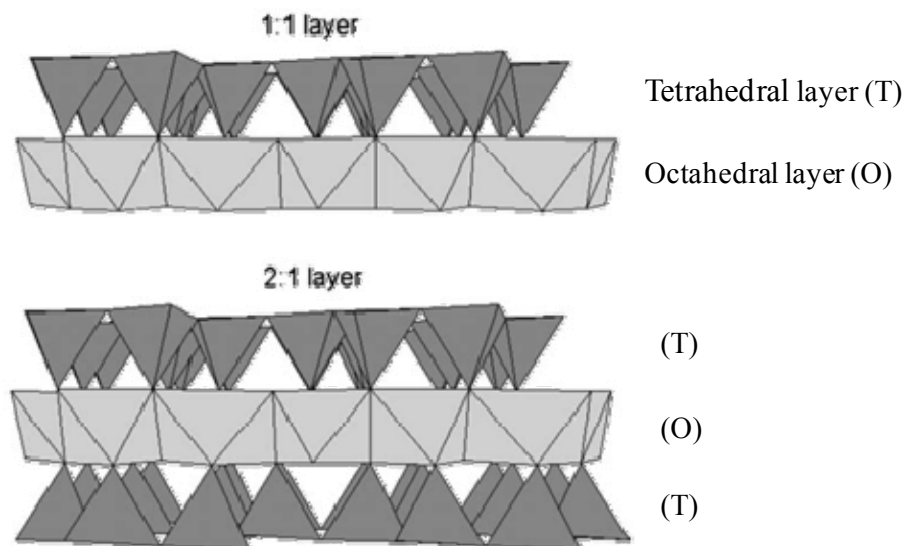 1:1 layer
Tetrahedral layer (T)
Octahedral layer (O)
2:1 layer
(T)
(O)
(T)